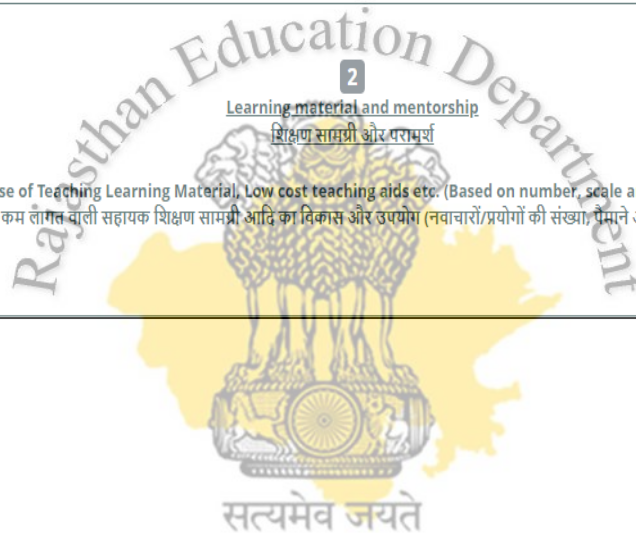 Rajasthan Education Department
2
Learning material and mentorship
शिक्षण सामग्री और परामर्श
se of Teaching Learning Material, Low cost teaching aids etc. (Based on number, scale a
कम लागत वाली सहायक शिक्षण सामग्री आदि का विकास और उपयोग (नवाचारों/प्रयोगों की संख्या, पैमाने
सत्यमेव जयते